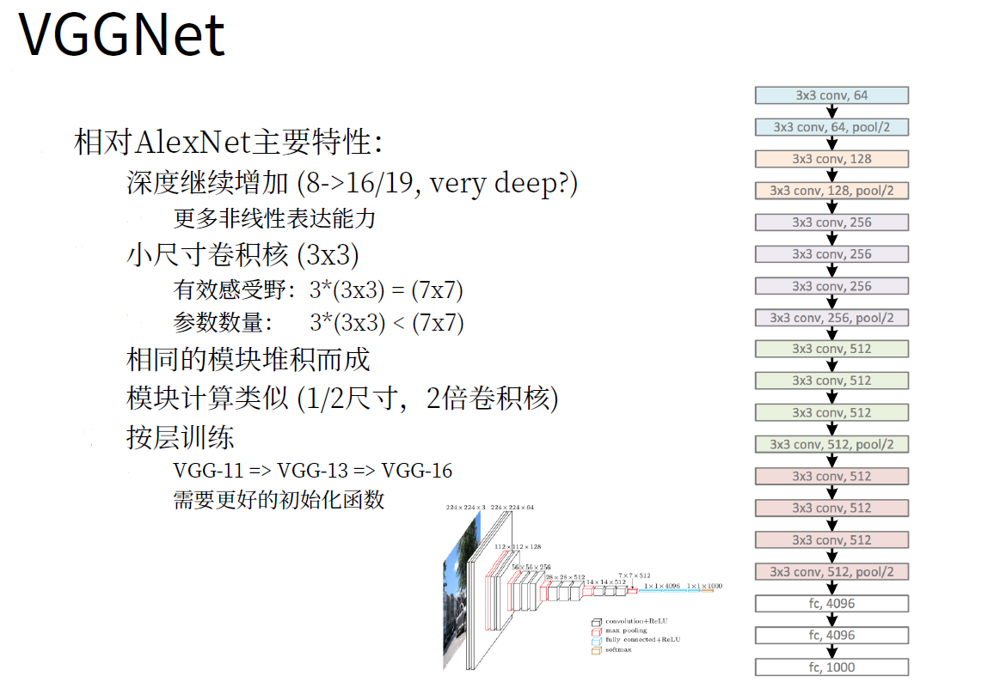 VGGNet
相对AlexNet主要特性：
深度继续增加 (8->16/19, very deep?)
更多非线性表达能力
小尺寸卷积核 (3x3)
有效感受野：3*(3x3) = (7x7)
参数数量： 3*(3x3) < (7x7)
相同的模块堆积而成
模块计算类似 (1/2尺寸，2倍卷积核)
按层训练
VGG-11 => VGG-13 => VGG-16
需要更好的初始化函数
224×224×3 224×224×64
112×112×128
56×56×256
28×28×512
14×14×512
7×7×512
1×1×4096 1×1×1000
convolution+ReLU
max pooling
fully connected+ReLU
softmax
3x3 conv, 64
3x3 conv, 64, pool/2
3x3 conv, 128
3x3 conv, 128, pool/2
3x3 conv, 256
3x3 conv, 256
3x3 conv, 256
3x3 conv, 256, pool/2
3x3 conv, 512
3x3 conv, 512
3x3 conv, 512
3x3 conv, 512, pool/2
3x3 conv, 512
3x3 conv, 512
3x3 conv, 512
3x3 conv, 512, pool/2
fc, 4096
fc, 4096
fc, 1000